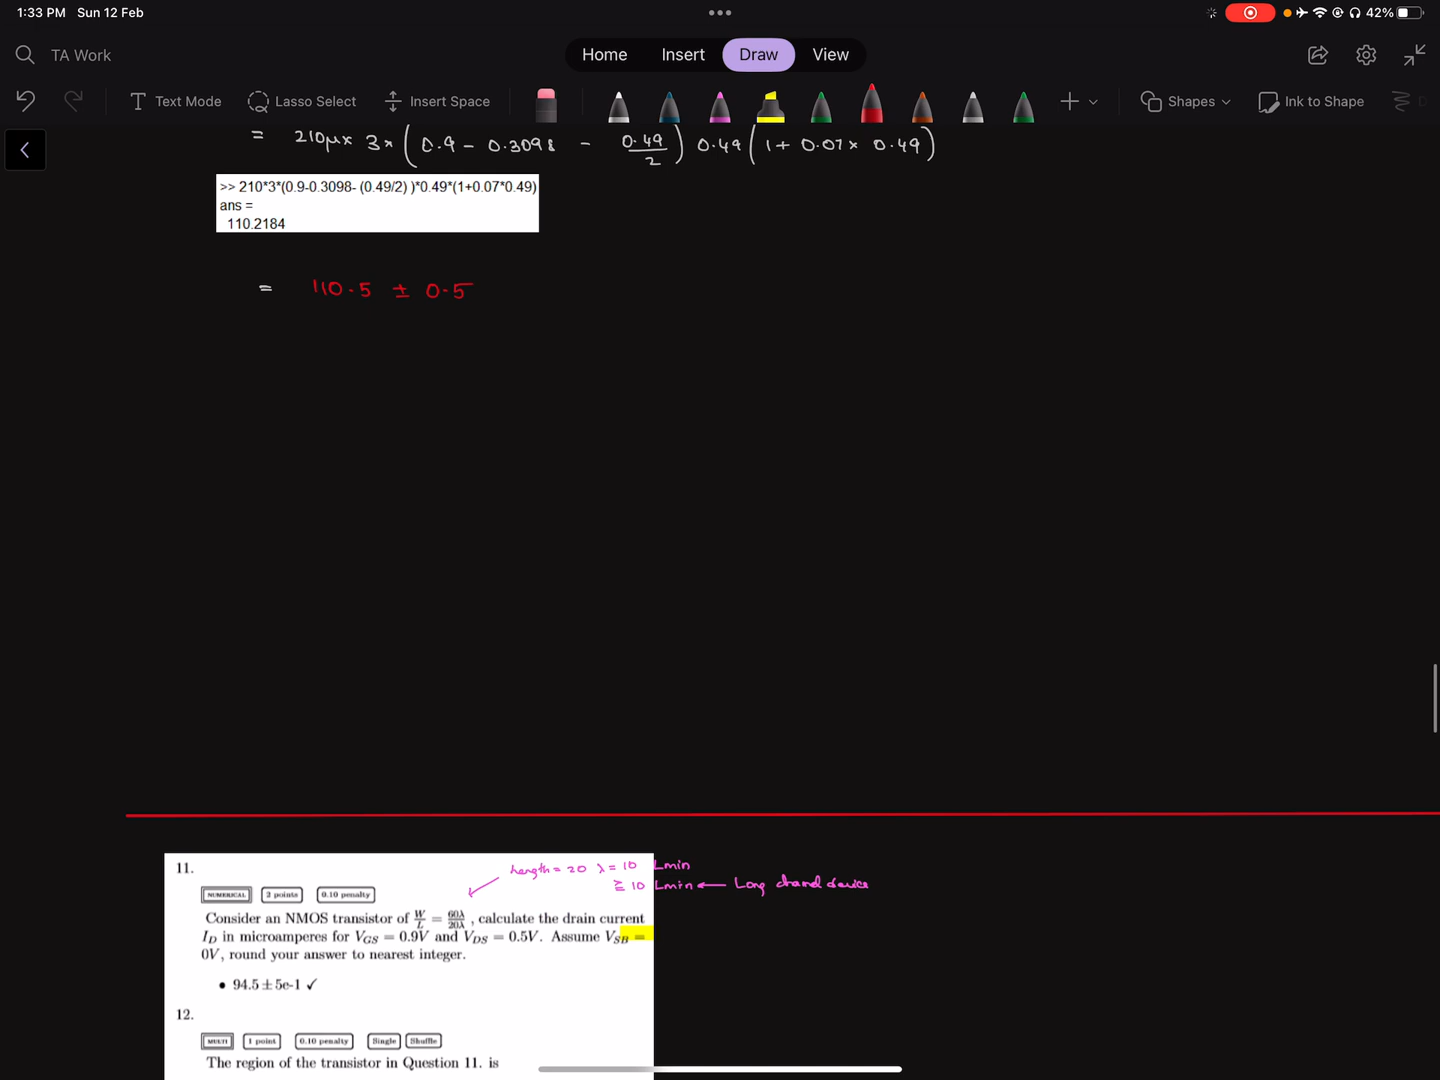 1:33 PM Sun 12 Feb
42%
TA Work
Home Insert Draw View
Text Mode Lasso Select Insert Space Shapes Ink to Shape
= 210μ× 3× ( 0.9 - 0.3098 - 0.49/2 ) 0.49 ( 1 + 0.07 × 0.49 )
>> 210*3*(0.9-0.3098- (0.49/2) )*0.49*(1+0.07*0.49)
ans =
110.2184
= 110.5 ± 0.5
11.
Length = 20 λ = 10 Lmin
≥ 10 Lmin ← Long channel device
NUMERICAL 2 points 0.10 penalty
Consider an NMOS transistor of W/L = 60λ/20λ , calculate the drain current
I_D in microamperes for V_GS = 0.9V and V_DS = 0.5V. Assume V_SB =
0V, round your answer to nearest integer.
• 94.5 ± 5e-1 ✓
12.
MULTI 1 point 0.10 penalty Single Shuffle
The region of the transistor in Question 11. is